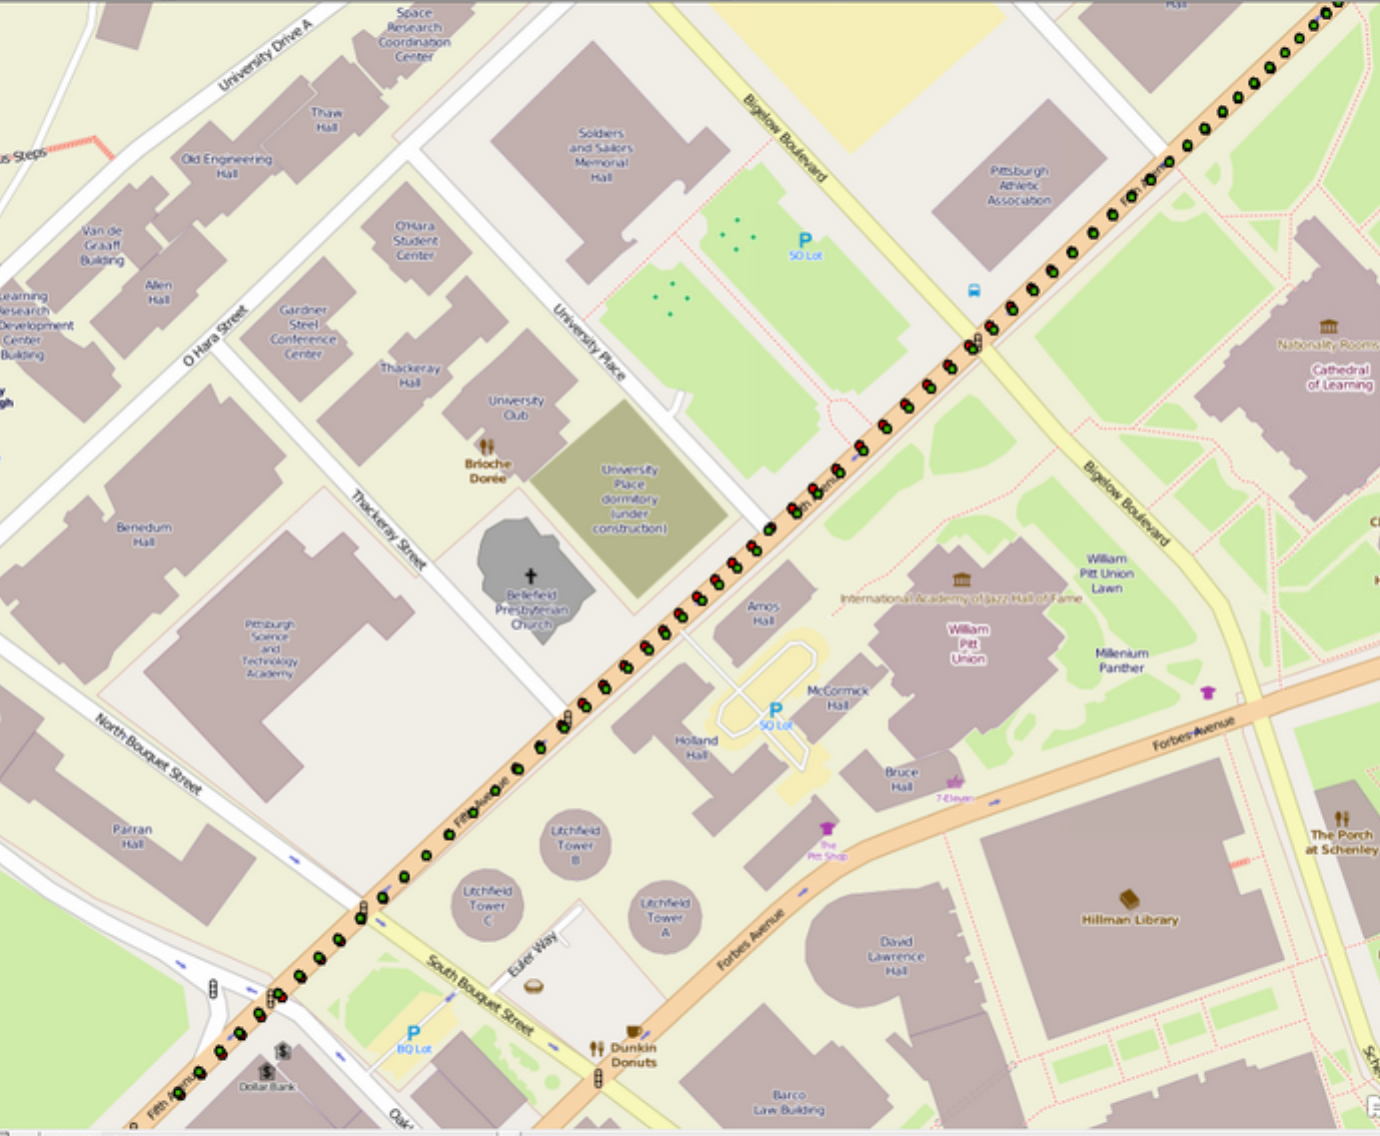 Hall
Space
Research
Coordination
Center
University Drive A
Thaw
Hall
Old Engineering
Hall
Steps
Bigelow Boulevard
Soldiers
and Sailors
Memorial
Hall
Pittsburgh
Athletic
Association
Van de
Graaff
Building
O'Hara
Student
Center
SO Lot
Allen
Hall
Gardner
Steel
Conference
Center
O Hara Street
University Place
Thackeray
Hall
University
Club
Brioche
Doree
Nationality Rooms
Cathedral
of Learning
Research
Development
Center
Building
University
Place
dormitory
(under
construction)
Benedum
Hall
Thackeray Street
Bellefield
Presbyterian
Church
Bigelow Boulevard
William
Pitt Union
Lawn
International Academy of Jazz Hall of Fame
Amos
Hall
William
Pitt
Union
Millenium
Panther
Pittsburgh
Science
and
Technology
Academy
McCormick
Hall
SQ Lot
Holland
Hall
North Bouquet Street
Forbes Avenue
Bruce
Hall
7-Eleven
Fifth Avenue
Parran
Hall
Litchfield
Tower
B
The
Pitt Shop
The Porch
at Schenley
Litchfield
Tower
C
Litchfield
Tower
A
Hillman Library
Forbes Avenue
David
Lawrence
Hall
Euler Way
South Bouquet Street
BQ Lot
Dunkin
Donuts
Dollar Bank
Barco
Law Building